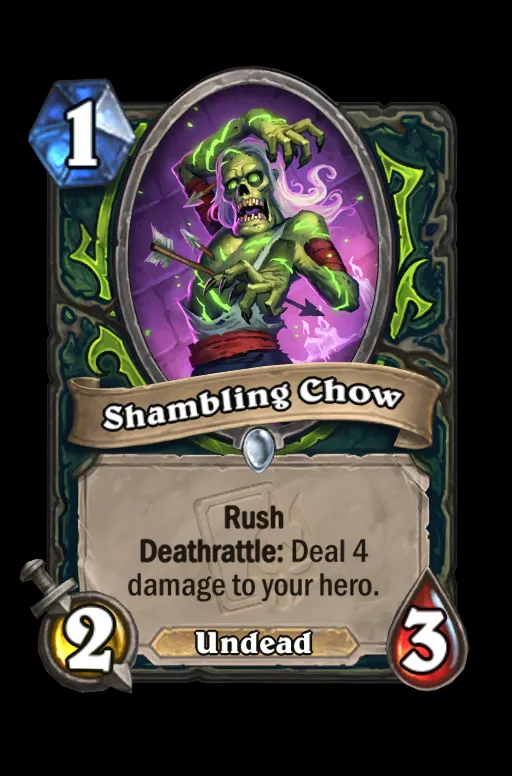 1
Shambling Chow
Rush
Deathrattle: Deal 4
damage to your hero.
2
Undead
3